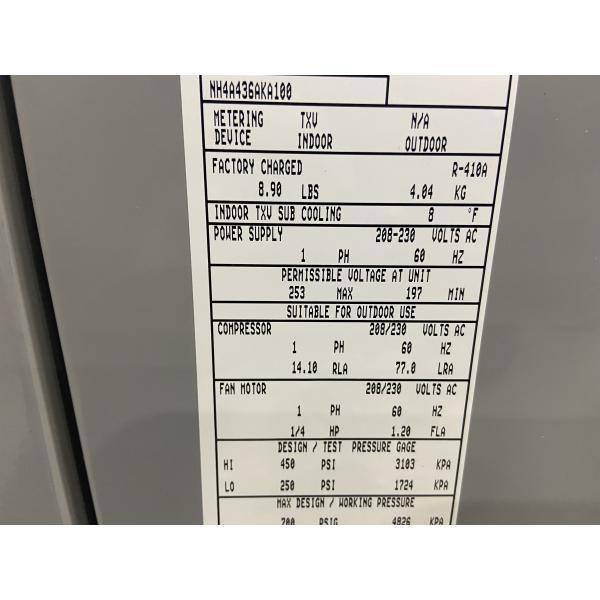 NH4A436AKA100
METERING TXV N/A
DEVICE INDOOR OUTDOOR
FACTORY CHARGED R-410A
8.90 LBS 4.04 KG
INDOOR TXV SUB COOLING 8 °F
POWER SUPPLY 208-230 VOLTS AC
1 PH 60 HZ
PERMISSIBLE VOLTAGE AT UNIT
253 MAX 197 MIN
SUITABLE FOR OUTDOOR USE
COMPRESSOR 208/230 VOLTS AC
1 PH 60 HZ
14.10 RLA 77.0 LRA
FAN MOTOR 208/230 VOLTS AC
1 PH 60 HZ
1/4 HP 1.20 FLA
DESIGN / TEST PRESSURE GAGE
HI 450 PSI 3103 KPA
LO 250 PSI 1724 KPA
MAX DESIGN / WORKING PRESSURE
700 PSIG 4826 KPA